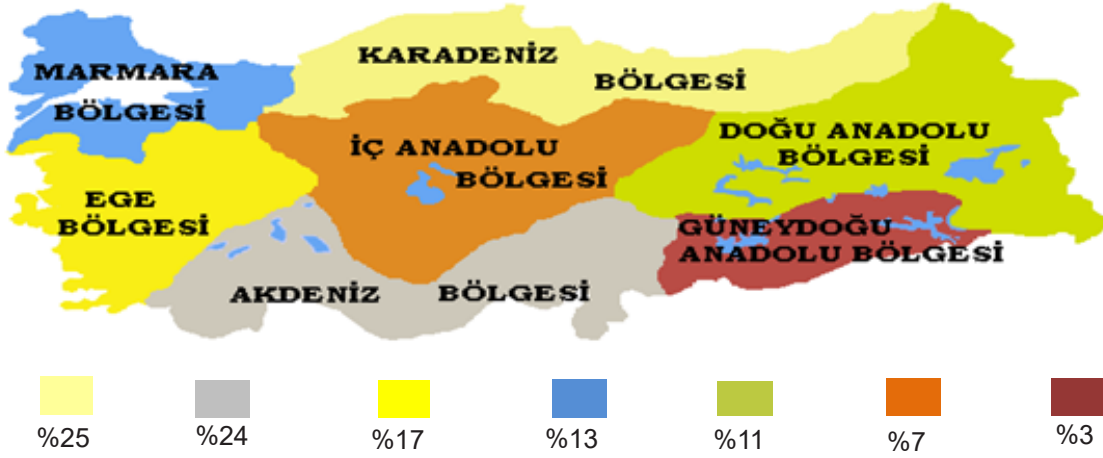 KARADENİZ
BÖLGESİ
MARMARA
BÖLGESİ
İÇ ANADOLU
BÖLGESİ
DOĞU ANADOLU
BÖLGESİ
EGE
BÖLGESİ
GÜNEYDOĞU
ANADOLU BÖLGESİ
AKDENİZ BÖLGESİ
%25 %24 %17 %13 %11 %7 %3